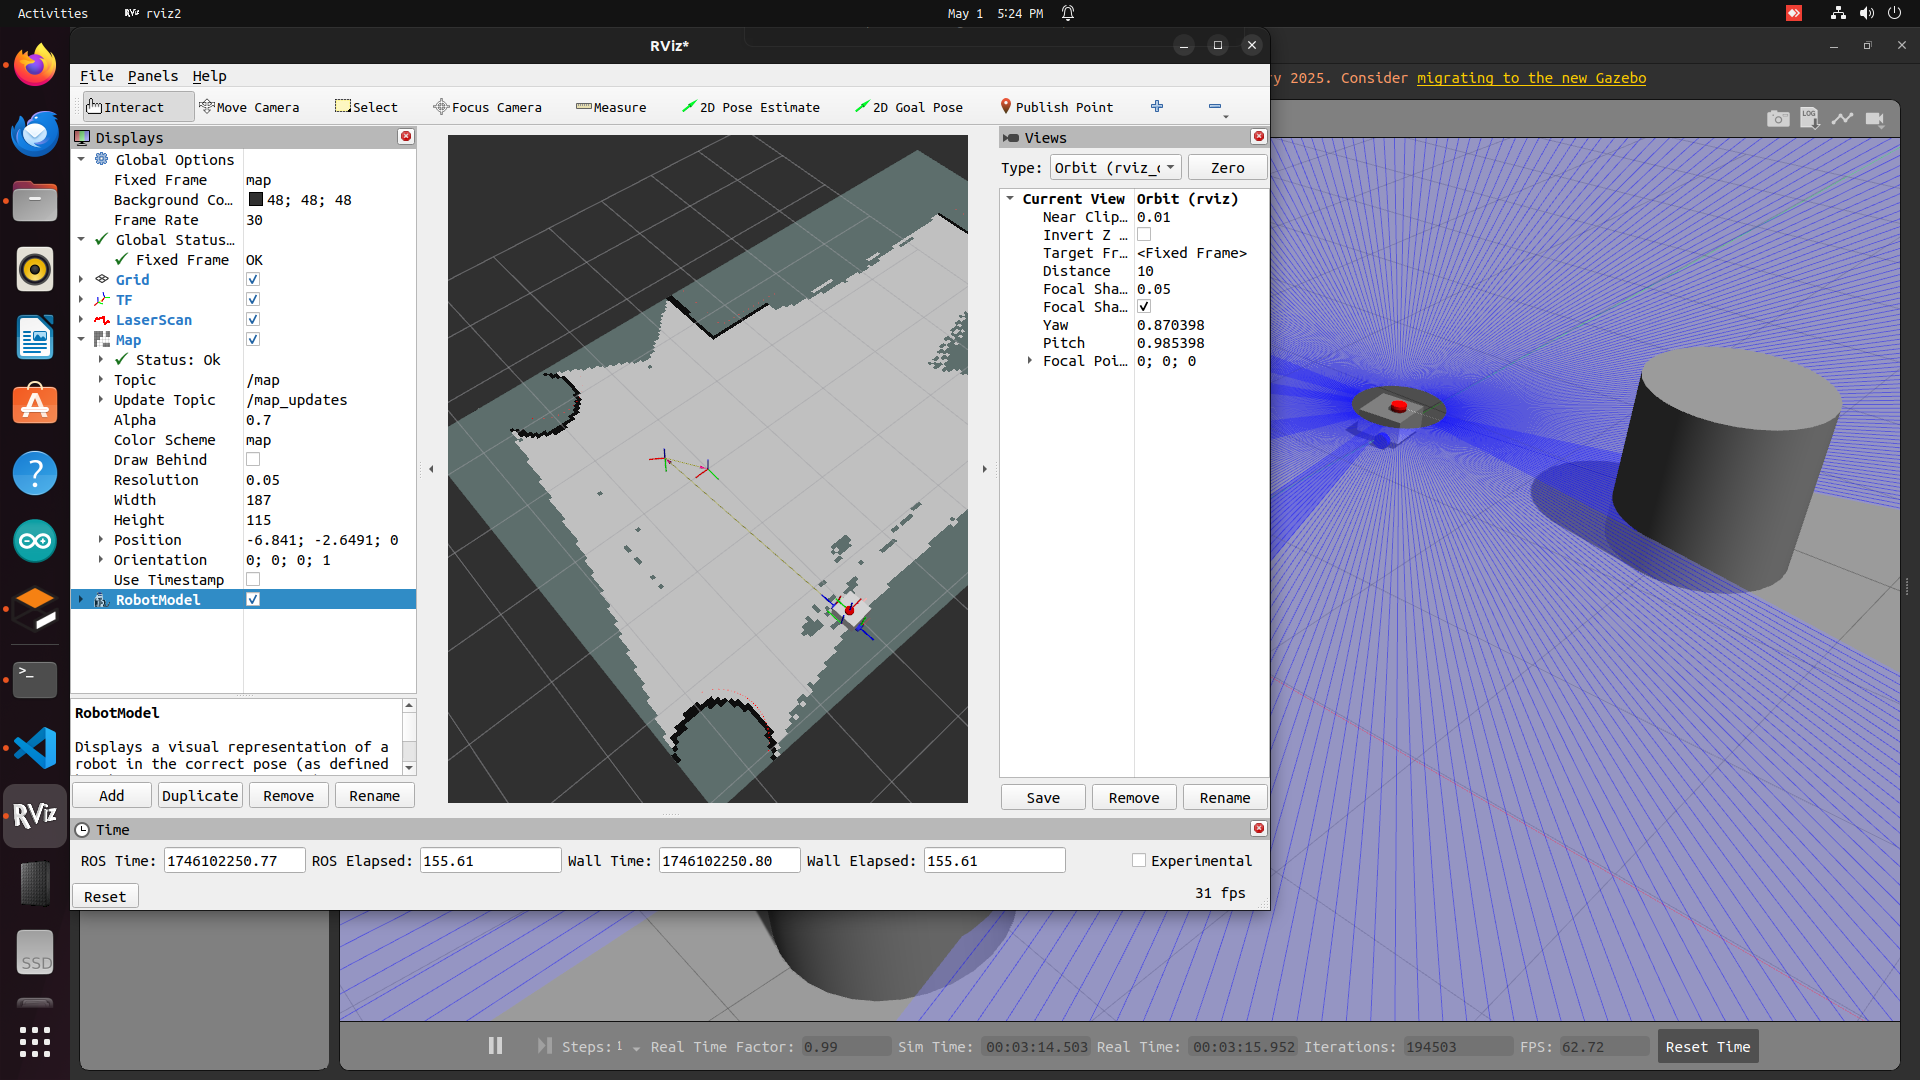 Activities
RViz
rviz2
May 1 5:24 PM
RViz*
File Panels Help
Interact
Move Camera
Select
Focus Camera
Measure
2D Pose Estimate
2D Goal Pose
Publish Point
Displays
Global Options
Fixed Frame map
Background Co... 48; 48; 48
Frame Rate 30
Global Status...
Fixed Frame OK
Grid
TF
LaserScan
Map
Status: Ok
Topic /map
Update Topic /map_updates
Alpha 0.7
Color Scheme map
Draw Behind
Resolution 0.05
Width 187
Height 115
Position -6.841; -2.6491; 0
Orientation 0; 0; 0; 1
Use Timestamp
RobotModel
RobotModel
Displays a visual representation of a
robot in the correct pose (as defined
Add Duplicate Remove Rename
Views
Type: Orbit (rviz_ Zero
Current View Orbit (rviz)
Near Clip... 0.01
Invert Z ...
Target Fr... <Fixed Frame>
Distance 10
Focal Sha... 0.05
Focal Sha...
Yaw 0.870398
Pitch 0.985398
Focal Poi... 0; 0; 0
Save Remove Rename
Time
ROS Time: 1746102250.77 ROS Elapsed: 155.61 Wall Time: 1746102250.80 Wall Elapsed: 155.61 Experimental
Reset
31 fps
y 2025. Consider migrating to the new Gazebo
LOG
RViz
SSD
Steps: 1 Real Time Factor: 0.99 Sim Time: 00:03:14.503 Real Time: 00:03:15.952 Iterations: 194503 FPS: 62.72 Reset Time